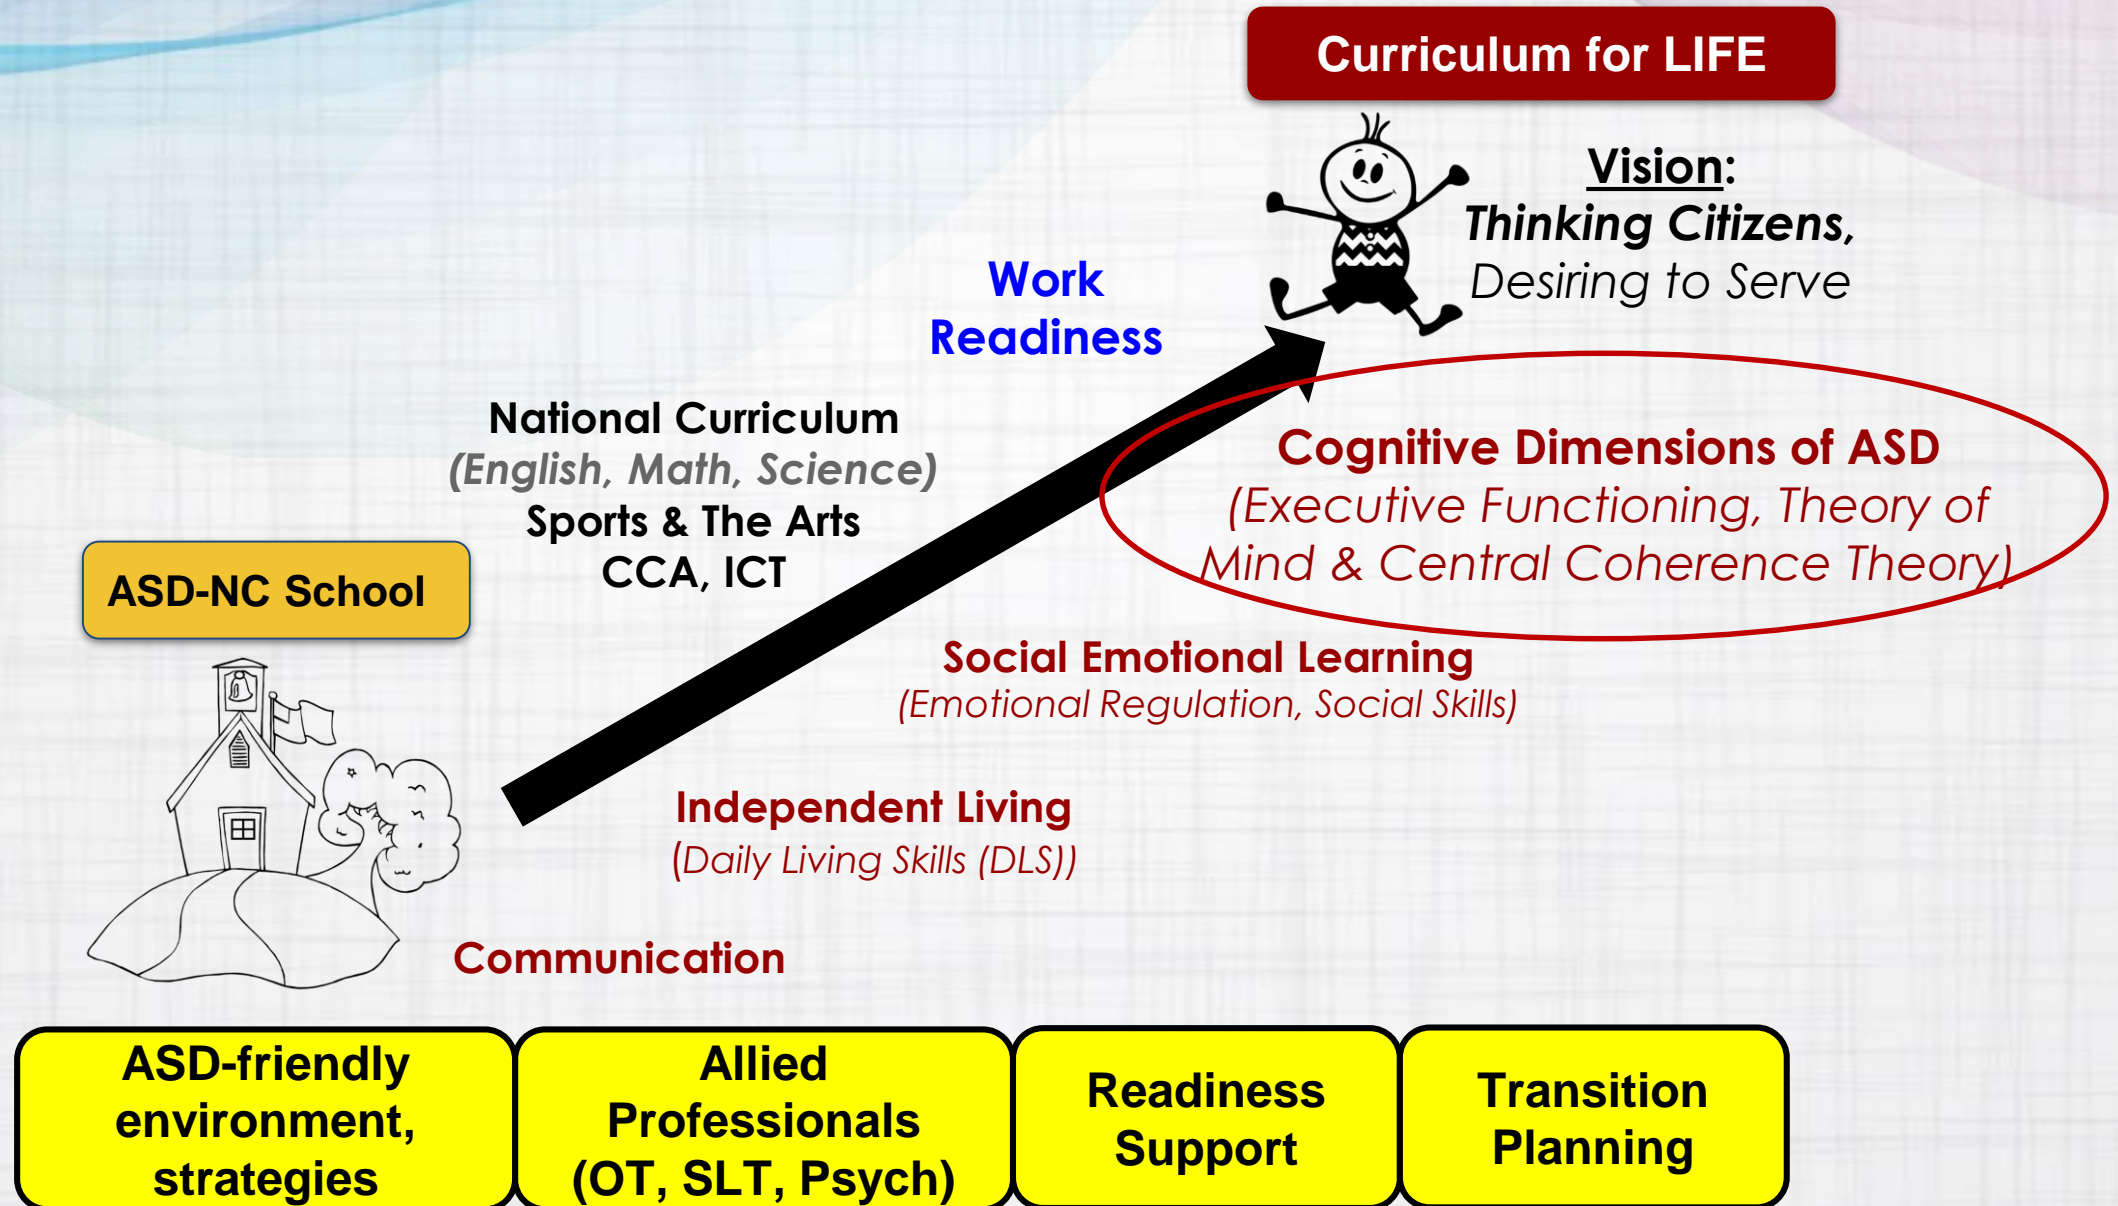 Curriculum for LIFE
Vision:
Thinking Citizens,
Desiring to Serve
Work
Readiness
National Curriculum
(English, Math, Science)
Sports & The Arts
CCA, ICT
Cognitive Dimensions of ASD
(Executive Functioning, Theory of
Mind & Central Coherence Theory)
ASD-NC School
Social Emotional Learning
(Emotional Regulation, Social Skills)
Independent Living
(Daily Living Skills (DLS))
Communication
ASD-friendly
environment,
strategies
Allied
Professionals
(OT, SLT, Psych)
Readiness
Support
Transition
Planning